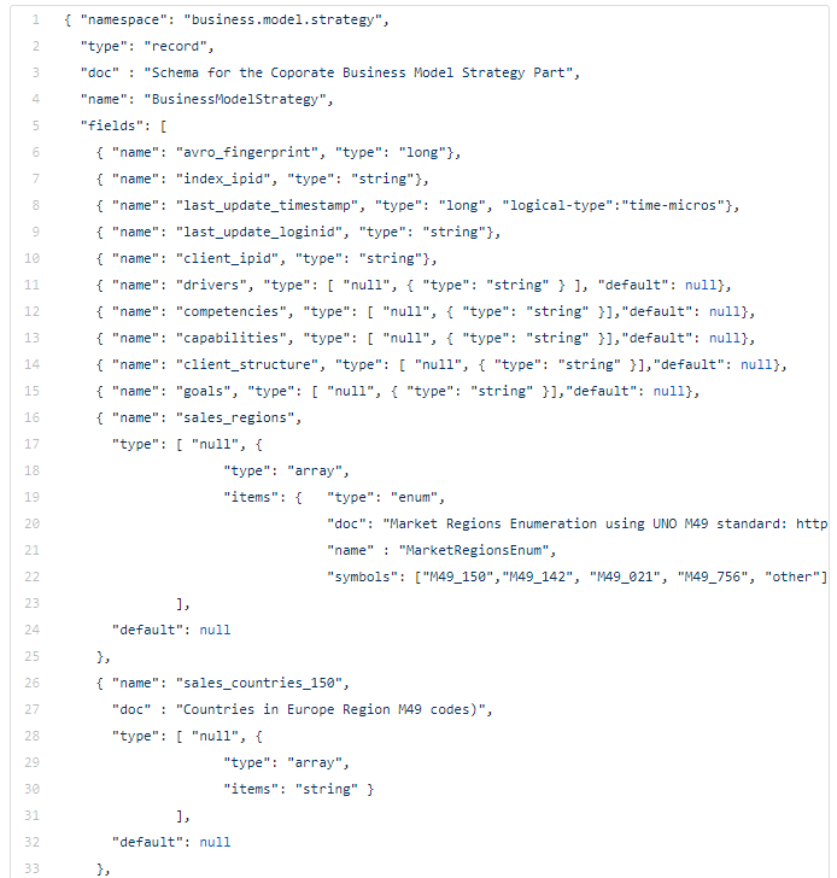 1 { "namespace": "business.model.strategy",
2 "type": "record",
3 "doc" : "Schema for the Coporate Business Model Strategy Part",
4 "name": "BusinessModelStrategy",
5 "fields": [
6 { "name": "avro_fingerprint", "type": "long"},
7 { "name": "index_ipid", "type": "string"},
8 { "name": "last_update_timestamp", "type": "long", "logical-type":"time-micros"},
9 { "name": "last_update_loginid", "type": "string"},
10 { "name": "client_ipid", "type": "string"},
11 { "name": "drivers", "type": [ "null", { "type": "string" } ], "default": null},
12 { "name": "competencies", "type": [ "null", { "type": "string" }],"default": null},
13 { "name": "capabilities", "type": [ "null", { "type": "string" }],"default": null},
14 { "name": "client_structure", "type": [ "null", { "type": "string" }],"default": null},
15 { "name": "goals", "type": [ "null", { "type": "string" }],"default": null},
16 { "name": "sales_regions",
17 "type": [ "null", {
18 "type": "array",
19 "items": { "type": "enum",
20 "doc": "Market Regions Enumeration using UNO M49 standard: http
21 "name" : "MarketRegionsEnum",
22 "symbols": ["M49_150","M49_142", "M49_021", "M49_756", "other"]
23 ],
24 "default": null
25 },
26 { "name": "sales_countries_150",
27 "doc" : "Countries in Europe Region M49 codes)",
28 "type": [ "null", {
29 "type": "array",
30 "items": "string" }
31 ],
32 "default": null
33 },